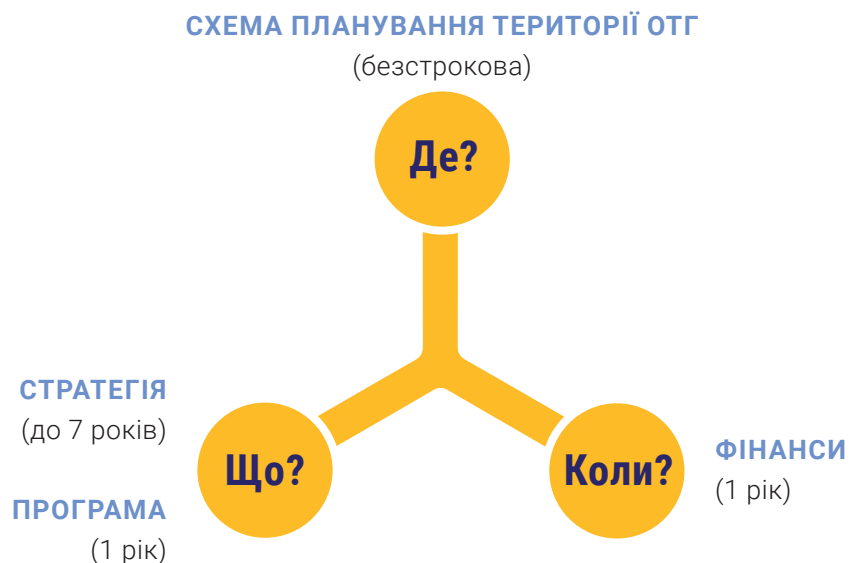 СХЕМА ПЛАНУВАННЯ ТЕРИТОРІЇ ОТГ
(безстрокова)
Де?
СТРАТЕГІЯ
(до 7 років)
Що?
ПРОГРАМА
(1 рік)
Коли?
ФІНАНСИ
(1 рік)